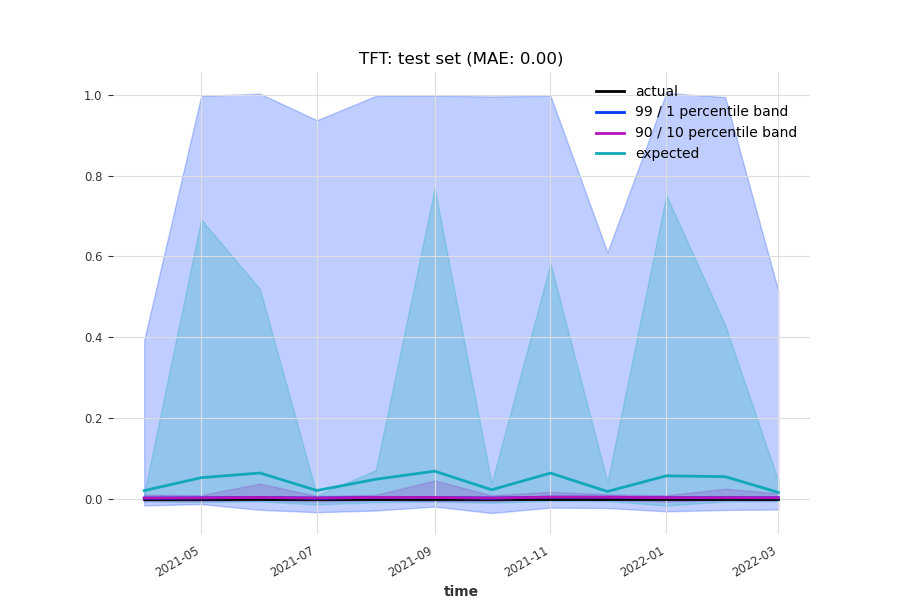 TFT: test set (MAE: 0.00)
actual
99 / 1 percentile band
90 / 10 percentile band
expected
1.0
0.8
0.6
0.4
0.2
0.0
2021-05
2021-07
2021-09
2021-11
2022-01
2022-03
time